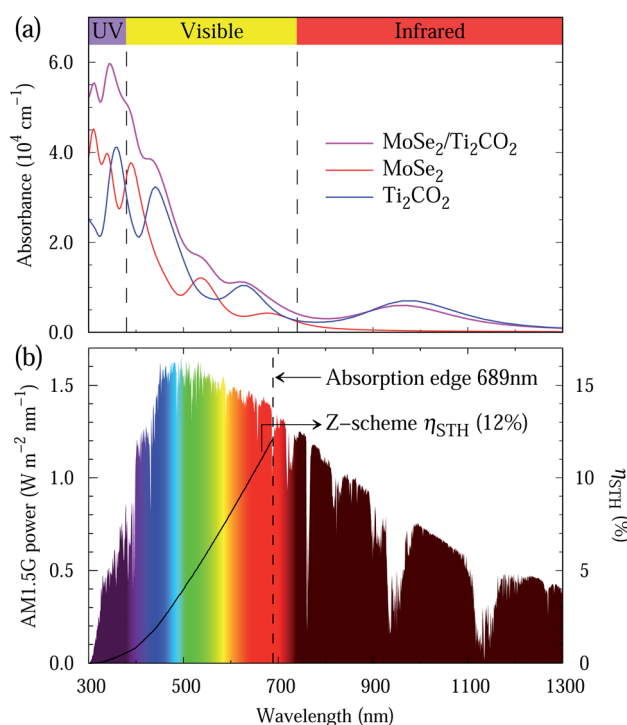 (a)
UV Visible Infrared
6.0
4.0
2.0
0.0
Absorbance (10⁴ cm⁻¹)
MoSe₂/Ti₂CO₂
MoSe₂
Ti₂CO₂
(b)
1.5
1.0
0.5
0.0
AM1.5G power (W m⁻² nm⁻¹)
Absorption edge 689nm
Z−scheme η_STH (12%)
15
10
5
0
η_STH (%)
300 500 700 900 1100 1300
Wavelength (nm)